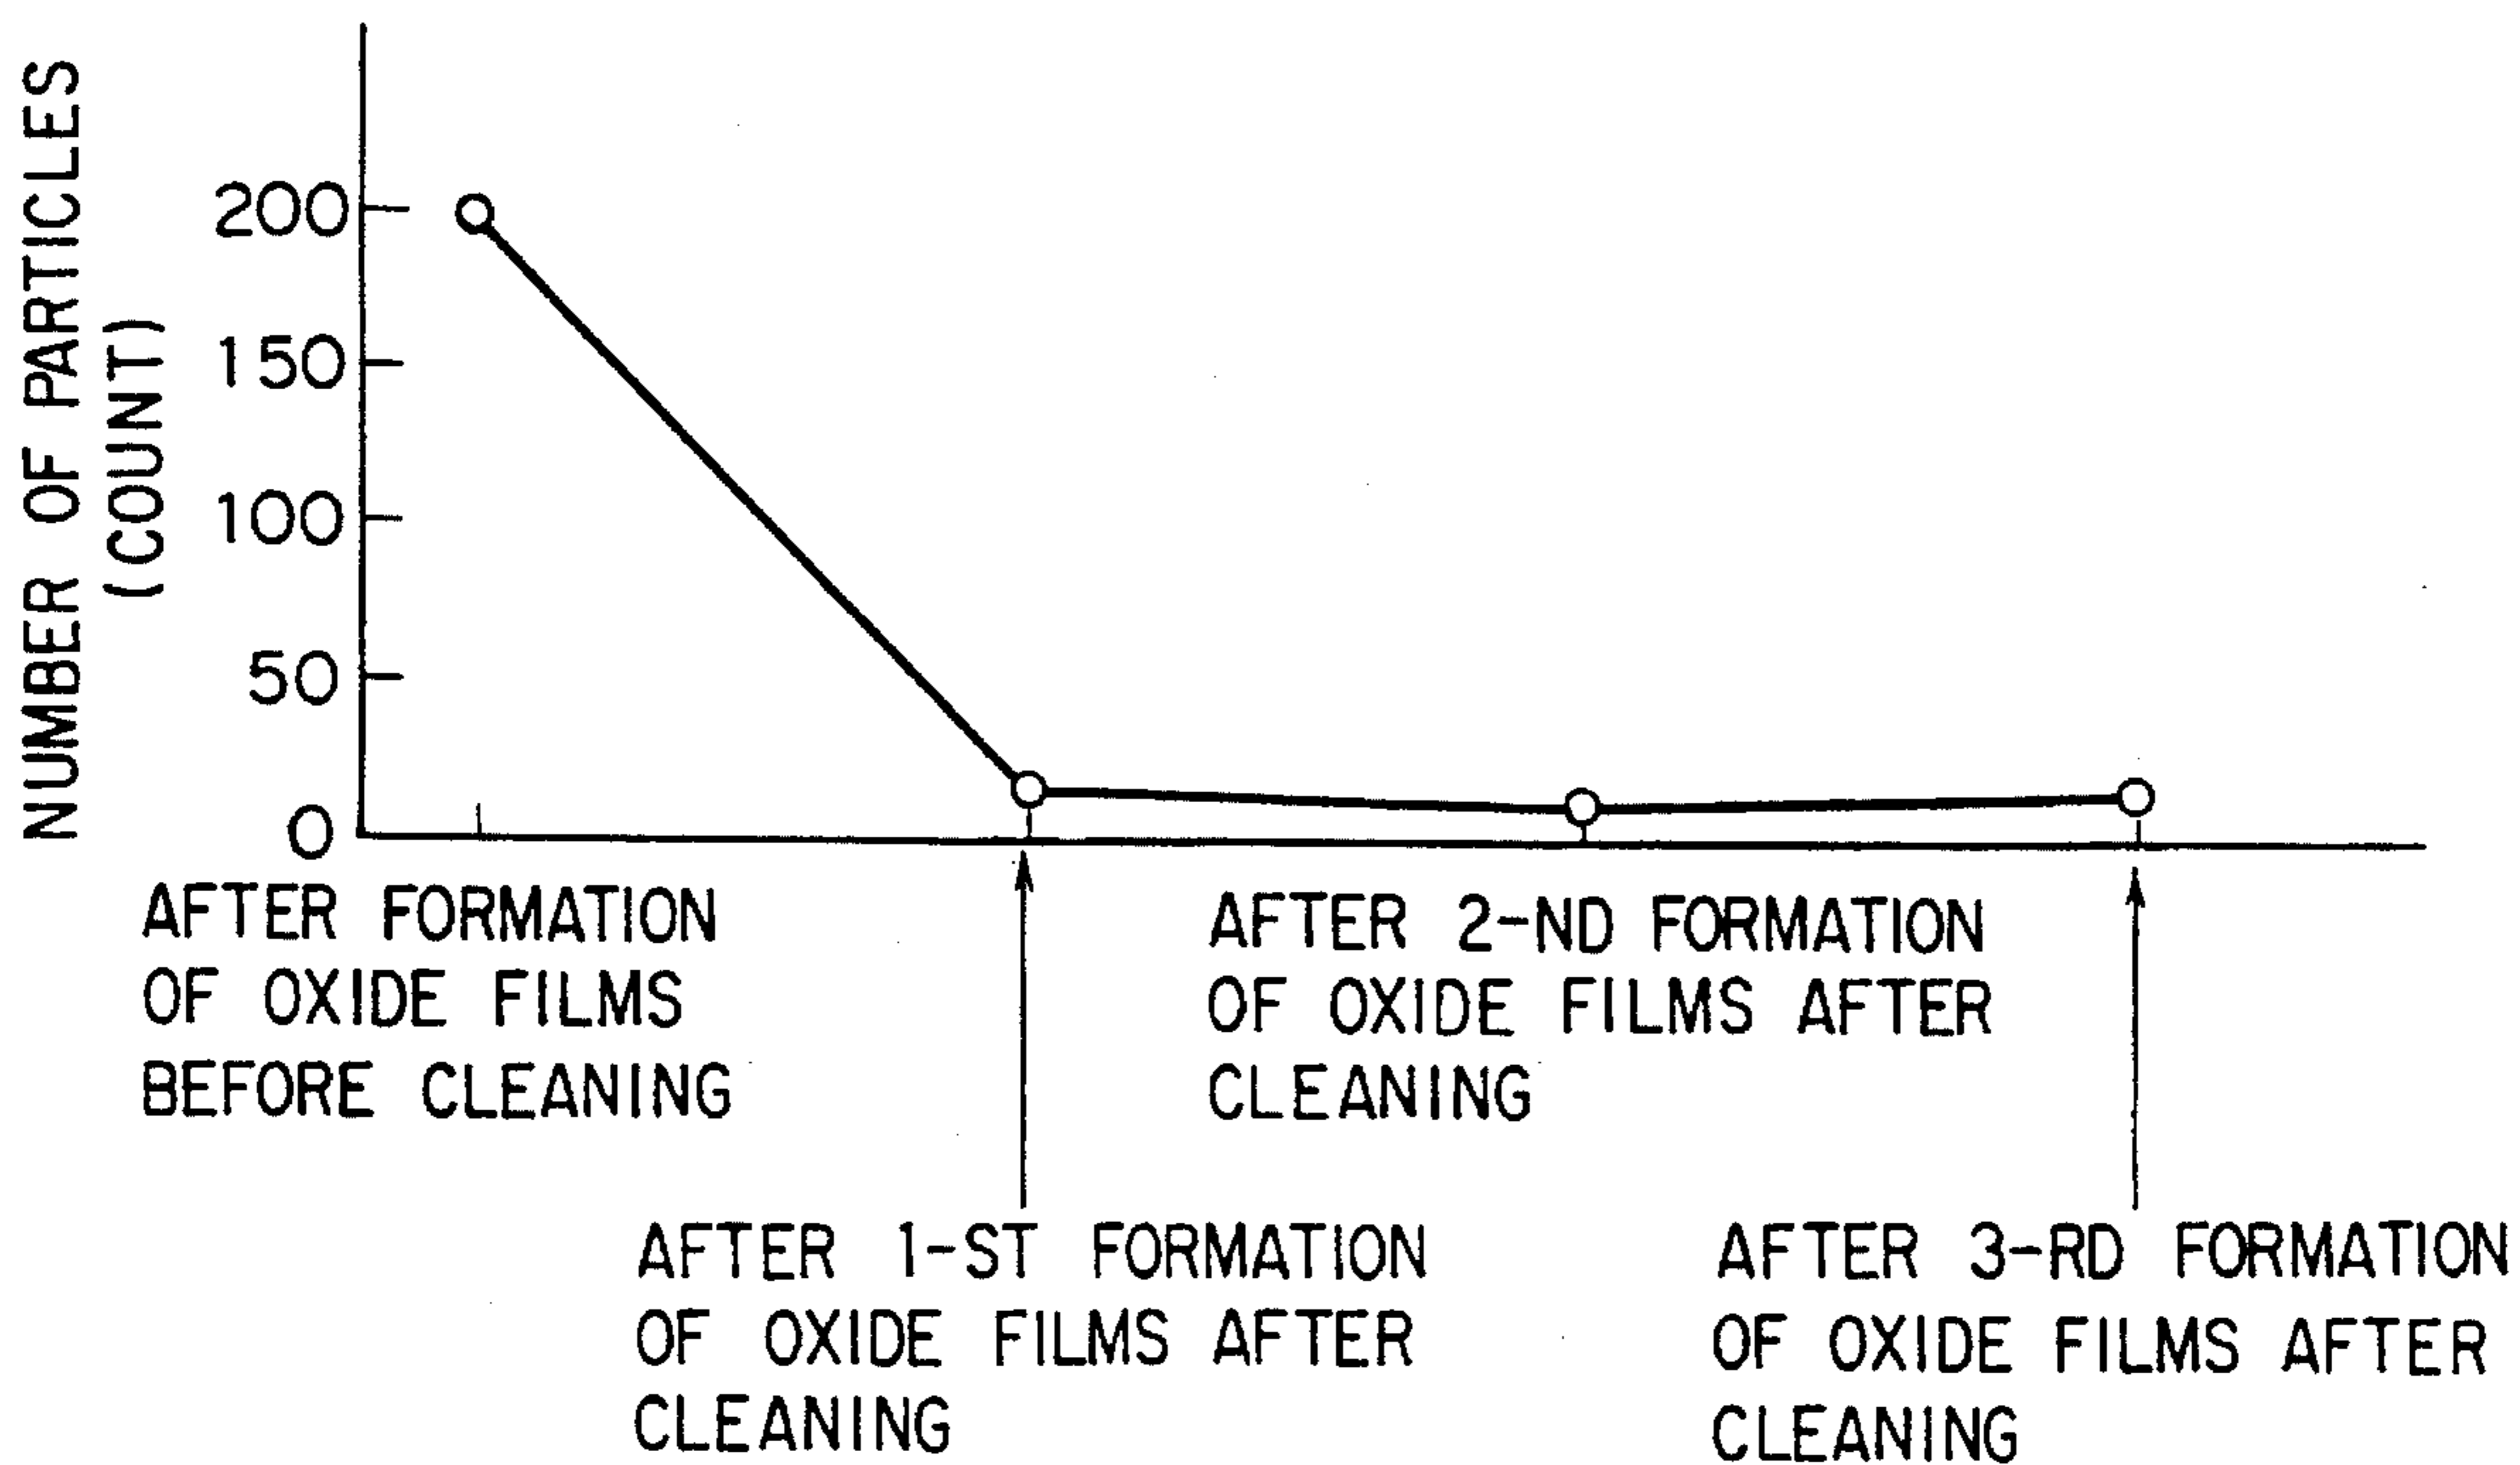 NUMBER OF PARTICLES
(COUNT)
200
150
100
50
0
AFTER FORMATION
OF OXIDE FILMS
BEFORE CLEANING
AFTER 1-ST FORMATION
OF OXIDE FILMS AFTER
CLEANING
AFTER 2-ND FORMATION
OF OXIDE FILMS AFTER
CLEANING
AFTER 3-RD FORMATION
OF OXIDE FILMS AFTER
CLEANING